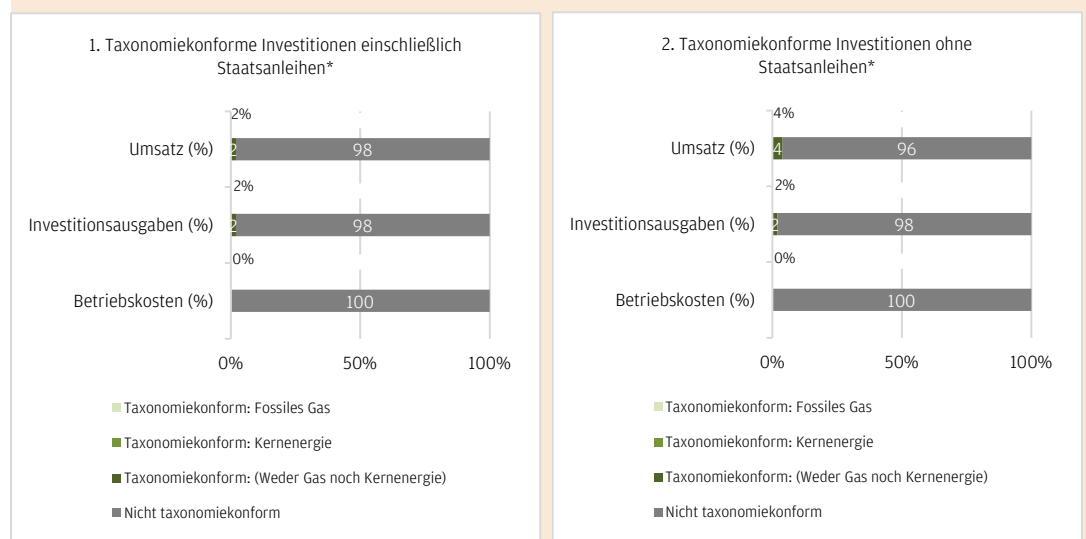 1. Taxonomiekonforme Investitionen einschließlich
Staatsanleihen*
2%
Umsatz (%)
2 98
2%
Investitionsausgaben (%)
2 98
0%
Betriebskosten (%)
100
0% 50% 100%
Taxonomiekonform: Fossiles Gas
Taxonomiekonform: Kernenergie
Taxonomiekonform: (Weder Gas noch Kernenergie)
Nicht taxonomiekonform
2. Taxonomiekonforme Investitionen ohne
Staatsanleihen*
4%
Umsatz (%)
4 96
2%
Investitionsausgaben (%)
2 98
0%
Betriebskosten (%)
100
0% 50% 100%
Taxonomiekonform: Fossiles Gas
Taxonomiekonform: Kernenergie
Taxonomiekonform: (Weder Gas noch Kernenergie)
Nicht taxonomiekonform